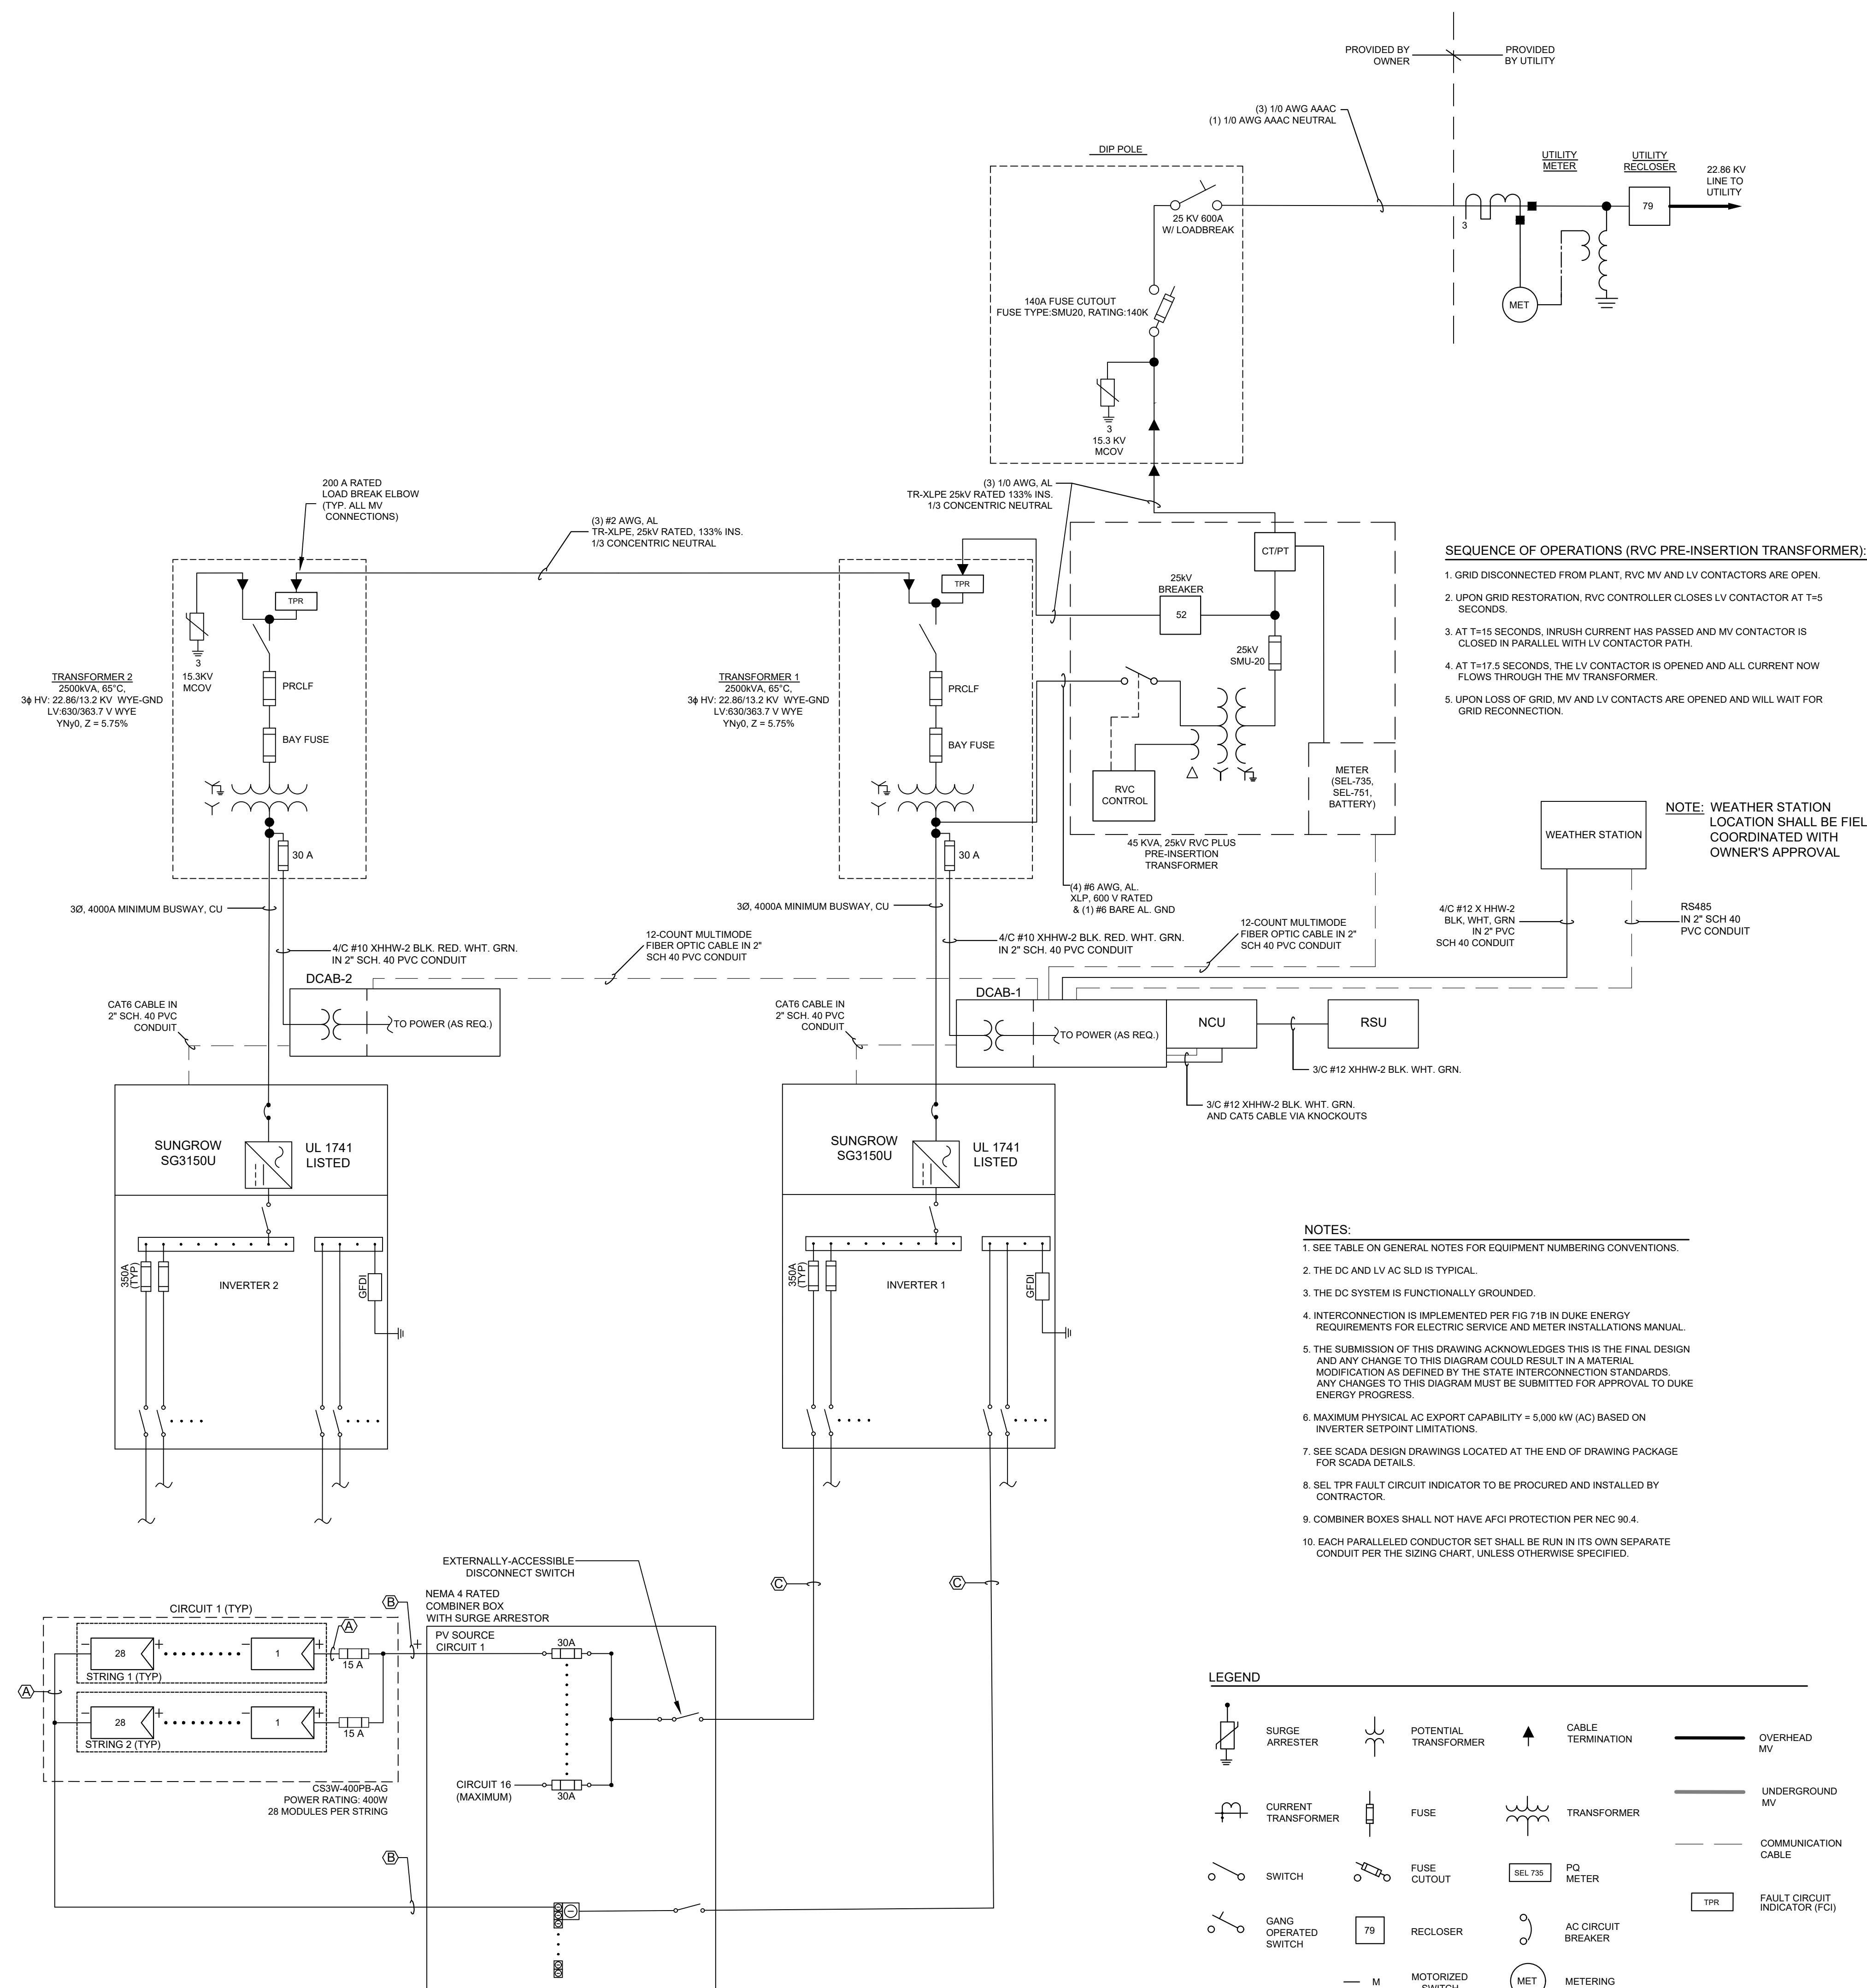 PROVIDED BY
OWNER
PROVIDED
BY UTILITY
(3) 1/0 AWG AAAC
(1) 1/0 AWG AAAC NEUTRAL
DIP POLE
UTILITY
METER
UTILITY
RECLOSER
22.86 KV
LINE TO
UTILITY
79
3
MET
25 KV 600A
W/ LOADBREAK
140A FUSE CUTOUT
FUSE TYPE:SMU20, RATING:140K
3
15.3 KV
MCOV
200 A RATED
LOAD BREAK ELBOW
(TYP. ALL MV
CONNECTIONS)
(3) #2 AWG, AL
TR-XLPE, 25kV RATED, 133% INS.
1/3 CONCENTRIC NEUTRAL
(3) 1/0 AWG, AL
TR-XLPE 25kV RATED 133% INS.
1/3 CONCENTRIC NEUTRAL
TPR
3
15.3KV
MCOV
PRCLF
BAY FUSE
TRANSFORMER 2
2500kVA, 65°C,
3ϕ HV: 22.86/13.2 KV WYE-GND
LV:630/363.7 V WYE
YNy0, Z = 5.75%
30 A
TPR
PRCLF
BAY FUSE
TRANSFORMER 1
2500kVA, 65°C,
3ϕ HV: 22.86/13.2 KV WYE-GND
LV:630/363.7 V WYE
YNy0, Z = 5.75%
30 A
CT/PT
25kV
BREAKER
52
25kV
SMU-20
RVC
CONTROL
METER
(SEL-735,
SEL-751,
BATTERY)
45 KVA, 25kV RVC PLUS
PRE-INSERTION
TRANSFORMER
(4) #6 AWG, AL.
XLP, 600 V RATED
& (1) #6 BARE AL. GND
SEQUENCE OF OPERATIONS (RVC PRE-INSERTION TRANSFORMER):
1. GRID DISCONNECTED FROM PLANT, RVC MV AND LV CONTACTORS ARE OPEN.
2. UPON GRID RESTORATION, RVC CONTROLLER CLOSES LV CONTACTOR AT T=5
SECONDS.
3. AT T=15 SECONDS, INRUSH CURRENT HAS PASSED AND MV CONTACTOR IS
CLOSED IN PARALLEL WITH LV CONTACTOR PATH.
4. AT T=17.5 SECONDS, THE LV CONTACTOR IS OPENED AND ALL CURRENT NOW
FLOWS THROUGH THE MV TRANSFORMER.
5. UPON LOSS OF GRID, MV AND LV CONTACTS ARE OPENED AND WILL WAIT FOR
GRID RECONNECTION.
WEATHER STATION
NOTE: WEATHER STATION
LOCATION SHALL BE FIEL
COORDINATED WITH
OWNER'S APPROVAL
4/C #12 X HHW-2
BLK, WHT, GRN
IN 2" PVC
SCH 40 CONDUIT
RS485
IN 2" SCH 40
PVC CONDUIT
3Ø, 4000A MINIMUM BUSWAY, CU
4/C #10 XHHW-2 BLK. RED. WHT. GRN.
IN 2" SCH. 40 PVC CONDUIT
12-COUNT MULTIMODE
FIBER OPTIC CABLE IN 2"
SCH 40 PVC CONDUIT
3Ø, 4000A MINIMUM BUSWAY, CU
4/C #10 XHHW-2 BLK. RED. WHT. GRN.
IN 2" SCH. 40 PVC CONDUIT
12-COUNT MULTIMODE
FIBER OPTIC CABLE IN 2"
SCH 40 PVC CONDUIT
DCAB-2
TO POWER (AS REQ.)
CAT6 CABLE IN
2" SCH. 40 PVC
CONDUIT
DCAB-1
TO POWER (AS REQ.)
CAT6 CABLE IN
2" SCH. 40 PVC
CONDUIT
NCU
RSU
3/C #12 XHHW-2 BLK. WHT. GRN.
3/C #12 XHHW-2 BLK. WHT. GRN.
AND CAT5 CABLE VIA KNOCKOUTS
SUNGROW
SG3150U
UL 1741
LISTED
350A
(TYP)
INVERTER 2
GFDI
SUNGROW
SG3150U
UL 1741
LISTED
350A
(TYP)
INVERTER 1
GFDI
NOTES:
1. SEE TABLE ON GENERAL NOTES FOR EQUIPMENT NUMBERING CONVENTIONS.
2. THE DC AND LV AC SLD IS TYPICAL.
3. THE DC SYSTEM IS FUNCTIONALLY GROUNDED.
4. INTERCONNECTION IS IMPLEMENTED PER FIG 71B IN DUKE ENERGY
REQUIREMENTS FOR ELECTRIC SERVICE AND METER INSTALLATIONS MANUAL.
5. THE SUBMISSION OF THIS DRAWING ACKNOWLEDGES THIS IS THE FINAL DESIGN
AND ANY CHANGE TO THIS DIAGRAM COULD RESULT IN A MATERIAL
MODIFICATION AS DEFINED BY THE STATE INTERCONNECTION STANDARDS.
ANY CHANGES TO THIS DIAGRAM MUST BE SUBMITTED FOR APPROVAL TO DUKE
ENERGY PROGRESS.
6. MAXIMUM PHYSICAL AC EXPORT CAPABILITY = 5,000 kW (AC) BASED ON
INVERTER SETPOINT LIMITATIONS.
7. SEE SCADA DESIGN DRAWINGS LOCATED AT THE END OF DRAWING PACKAGE
FOR SCADA DETAILS.
8. SEL TPR FAULT CIRCUIT INDICATOR TO BE PROCURED AND INSTALLED BY
CONTRACTOR.
9. COMBINER BOXES SHALL NOT HAVE AFCI PROTECTION PER NEC 90.4.
10. EACH PARALLELED CONDUCTOR SET SHALL BE RUN IN ITS OWN SEPARATE
CONDUIT PER THE SIZING CHART, UNLESS OTHERWISE SPECIFIED.
EXTERNALLY-ACCESSIBLE
DISCONNECT SWITCH
C
C
B
NEMA 4 RATED
COMBINER BOX
WITH SURGE ARRESTOR
CIRCUIT 1 (TYP)
A
A
28
1
15 A
STRING 1 (TYP)
28
1
15 A
STRING 2 (TYP)
CS3W-400PB-AG
POWER RATING: 400W
28 MODULES PER STRING
PV SOURCE
CIRCUIT 1
30A
CIRCUIT 16
(MAXIMUM)
30A
B
LEGEND
SURGE
ARRESTER
POTENTIAL
TRANSFORMER
CABLE
TERMINATION
OVERHEAD
MV
CURRENT
TRANSFORMER
FUSE
TRANSFORMER
UNDERGROUND
MV
SWITCH
FUSE
CUTOUT
SEL 735
PQ
METER
COMMUNICATION
CABLE
GANG
OPERATED
SWITCH
79
RECLOSER
AC CIRCUIT
BREAKER
TPR
FAULT CIRCUIT
INDICATOR (FCI)
M
MOTORIZED
SWITCH
MET
METERING